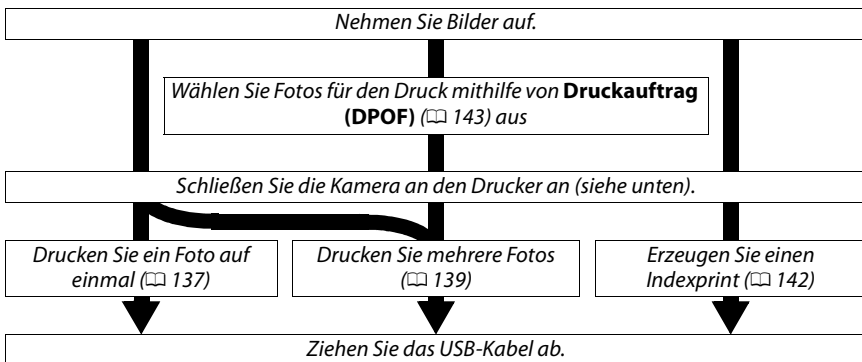 Nehmen Sie Bilder auf.
Wählen Sie Fotos für den Druck mithilfe von Druckauftrag
(DPOF) (🕮 143) aus
Schließen Sie die Kamera an den Drucker an (siehe unten).
Drucken Sie ein Foto auf
einmal (🕮 137)
Drucken Sie mehrere Fotos
(🕮 139)
Erzeugen Sie einen
Indexprint (🕮 142)
Ziehen Sie das USB-Kabel ab.